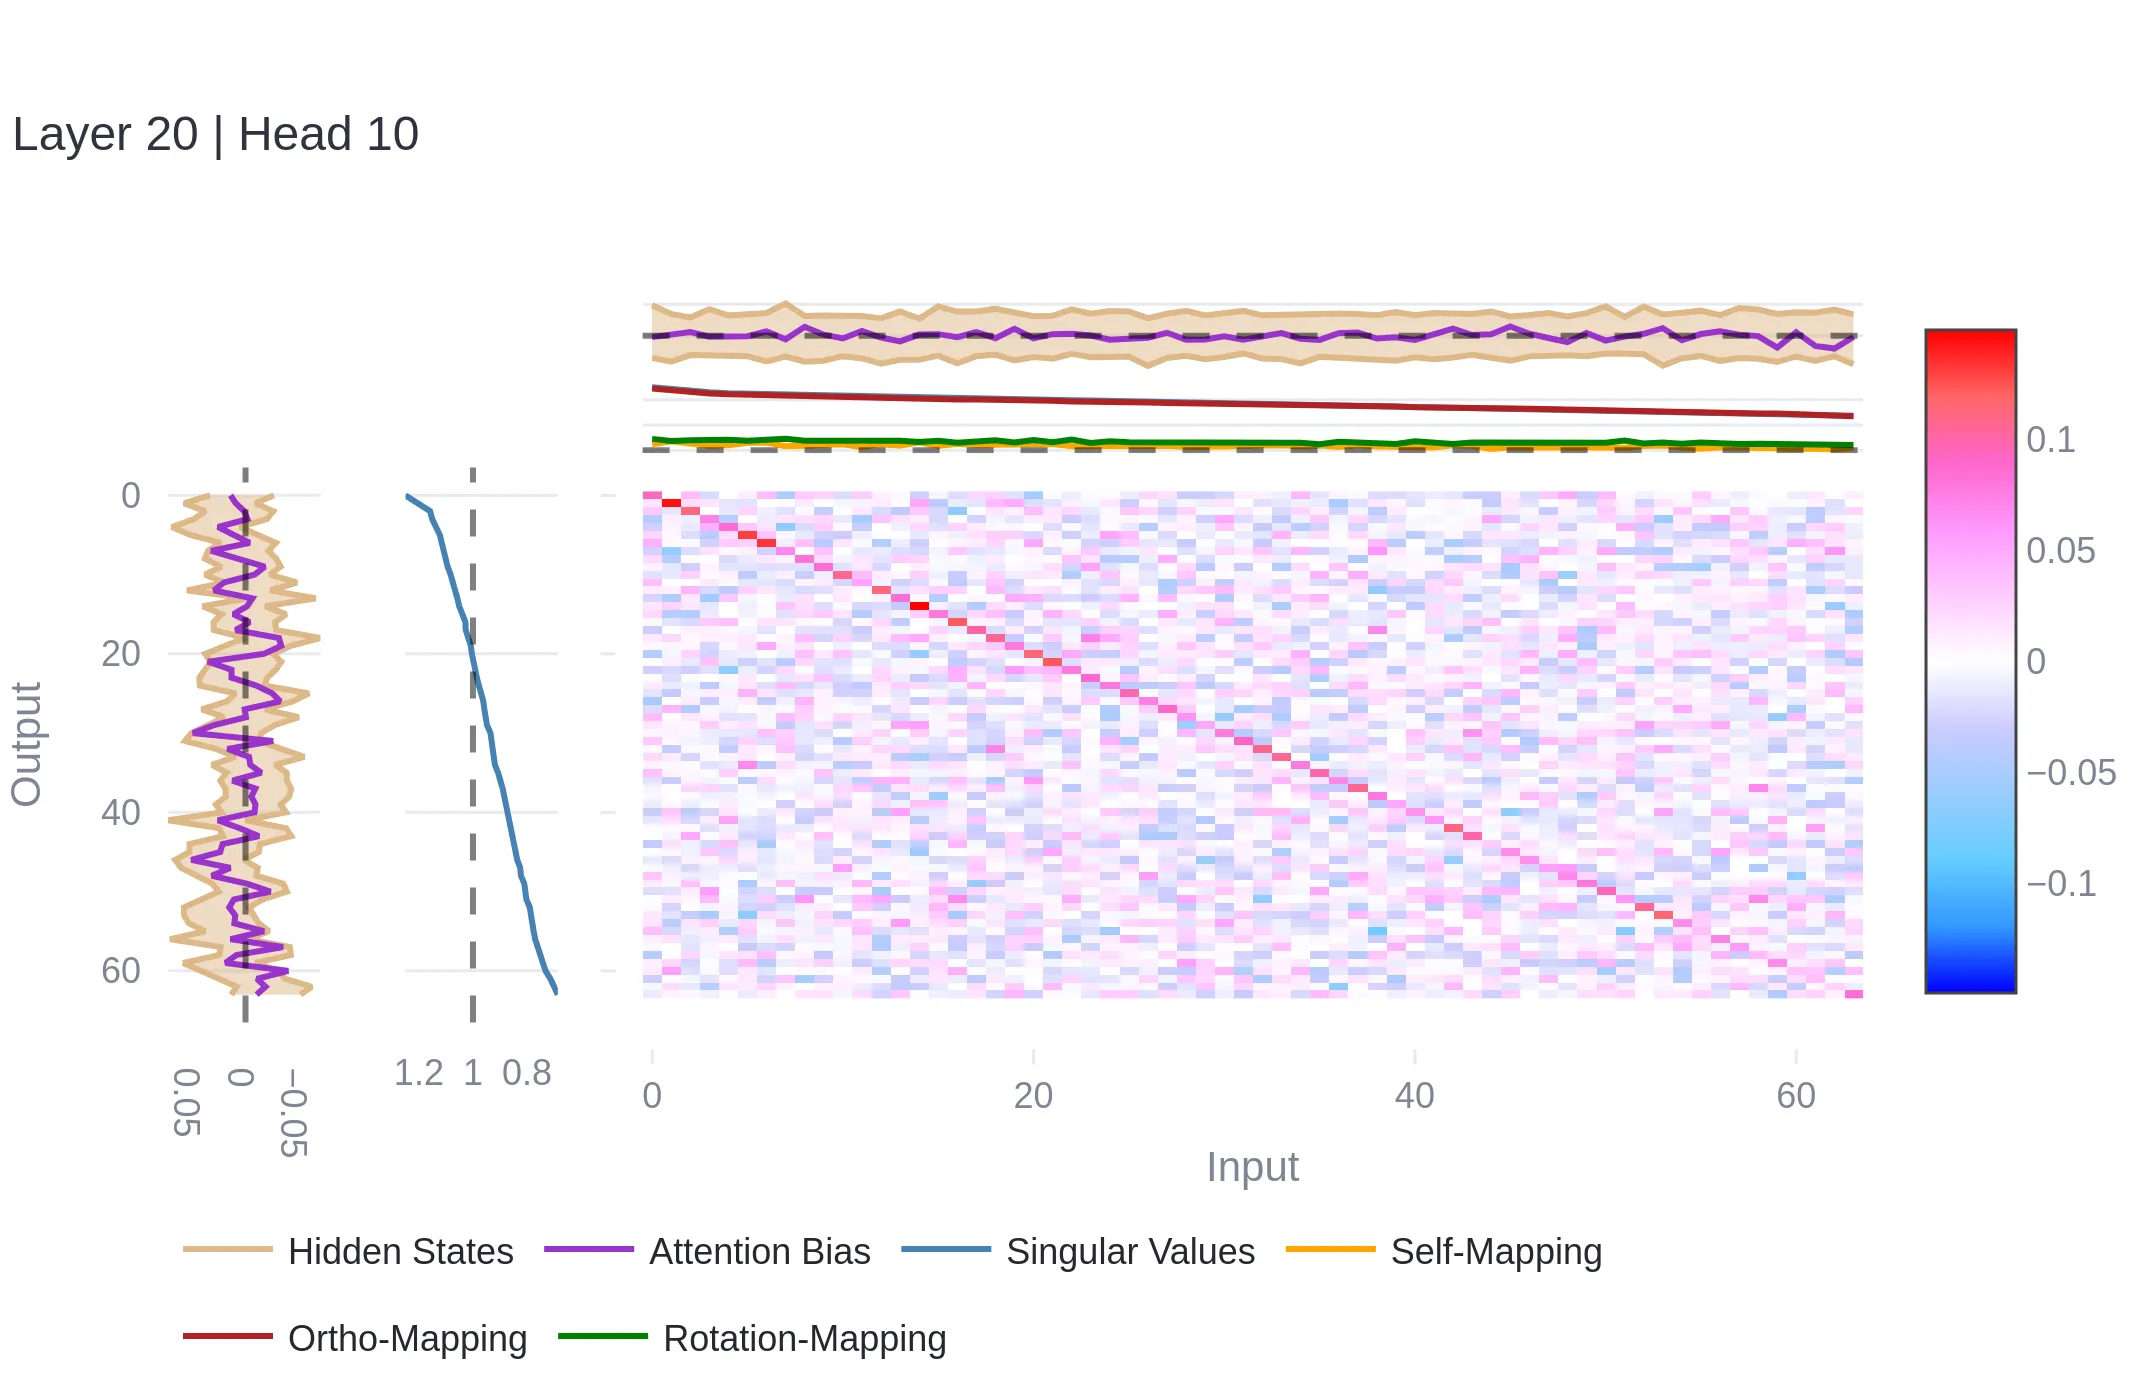 Layer 20 | Head 10
Output
0
20
40
60
0.05
0
−0.05
1.2
1
0.8
0
20
40
60
Input
0.1
0.05
0
−0.05
−0.1
Hidden States
Attention Bias
Singular Values
Self-Mapping
Ortho-Mapping
Rotation-Mapping